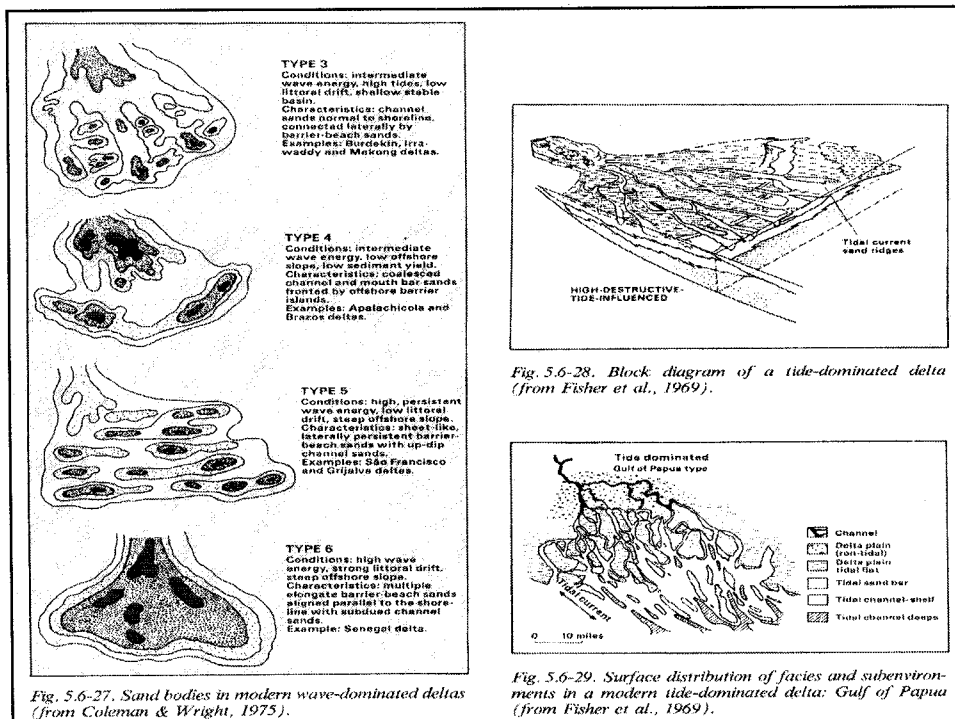 TYPE 3
Conditions: intermediate
wave energy, high tides, low
littoral drift, shallow stable
basin.
Characteristics: channel
sands normal to shoreline,
connected laterally by
barrier-beach sands.
Examples: Burdekin, Irra-
waddy and Mekong deltas.
TYPE 4
Conditions: intermediate
wave energy, low offshore
slope, low sediment yield.
Characteristics: coalesced
channel and mouth bar sands
fronted by offshore barrier
islands.
Examples: Apalachicola and
Brazos deltas.
TYPE 5
Conditions: high, persistent
wave energy, low littoral
drift, steep offshore slope.
Characteristics: sheet-like,
laterally persistent barrier-
beach sands with up-dip
channel sands.
Examples: São Francisco
and Grijalva deltas.
TYPE 6
Conditions: high wave
energy, strong littoral drift,
steep offshore slope.
Characteristics: multiple
elongate barrier-beach sands
aligned parallel to the shore-
line with subdued channel
sands.
Example: Senegal delta.
Fig. 5.6-27. Sand bodies in modern wave-dominated deltas
(from Coleman & Wright, 1975).
Tidal current
sand ridges
HIGH-DESTRUCTIVE-
TIDE-INFLUENCED
Fig. 5.6-28. Block diagram of a tide-dominated delta
(from Fisher et al., 1969).
Tide dominated
Gulf of Papua type
Channel
Delta plain
(non-tidal)
Delta plain
tidal flat
Tidal sand bar
Tidal channel-shelf
Tidal channel deeps
Tidal current
0 10 miles
Fig. 5.6-29. Surface distribution of facies and subenviron-
ments in a modern tide-dominated delta: Gulf of Papua
(from Fisher et al., 1969).